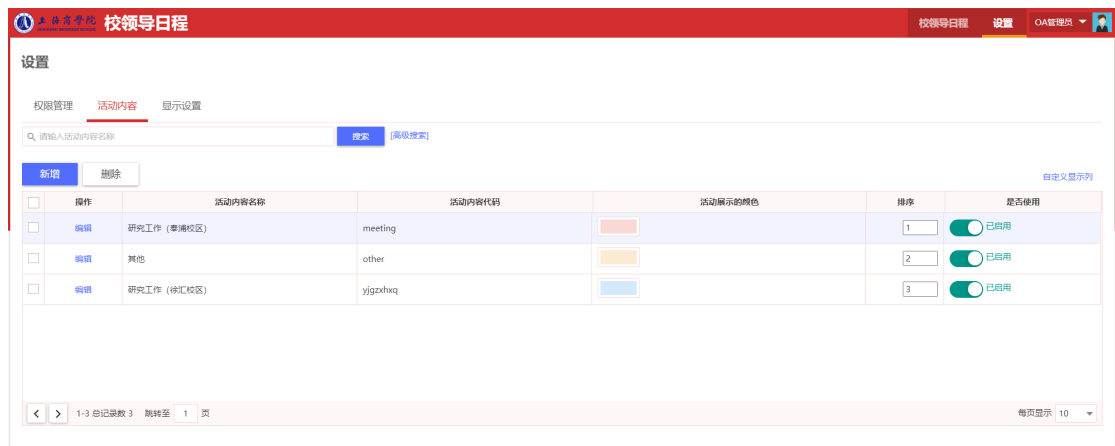 上海商学院 校领导日程 校领导日程 设置 OA管理员
设置
权限管理 活动内容 显示设置
请输入活动内容名称 搜索 [高级搜索]
新增 删除 自定义显示列
操作 活动内容名称 活动内容代码 活动展示的颜色 排序 是否使用
编辑 研究工作（奉浦校区） meeting 1 已启用
编辑 其他 other 2 已启用
编辑 研究工作（徐汇校区） yjgzxhxq 3 已启用
1-3 总记录数 3 跳转至 1 页 每页显示 10